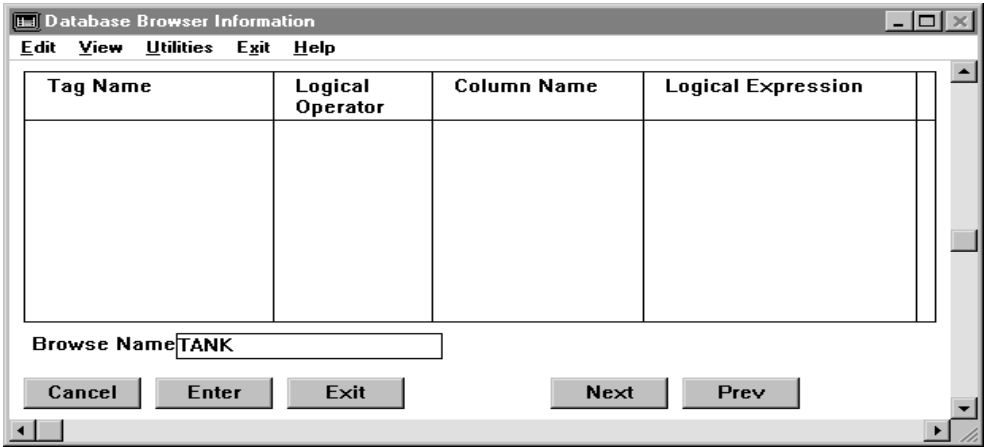 Database Browser Information
Edit View Utilities Exit Help
Tag Name Logical Operator Column Name Logical Expression
Browse Name TANK
Cancel Enter Exit Next Prev